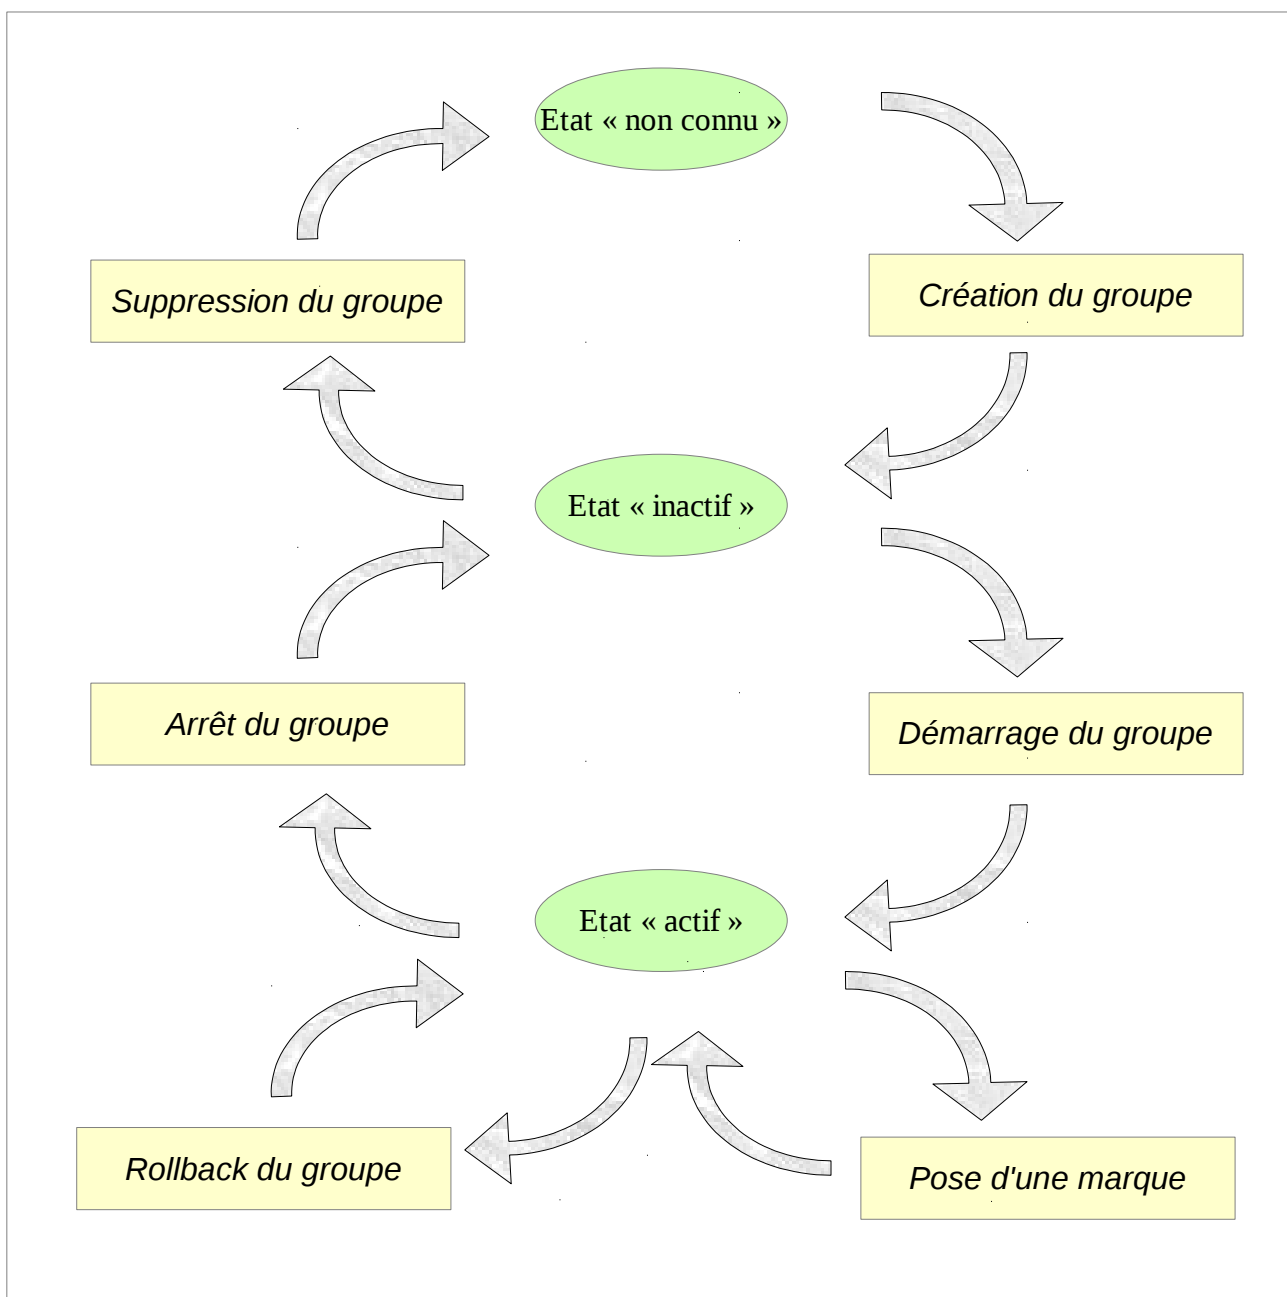 Etat « non connu »
Suppression du groupe
Création du groupe
Etat « inactif »
Arrêt du groupe
Démarrage du groupe
Etat « actif »
Rollback du groupe
Pose d'une marque